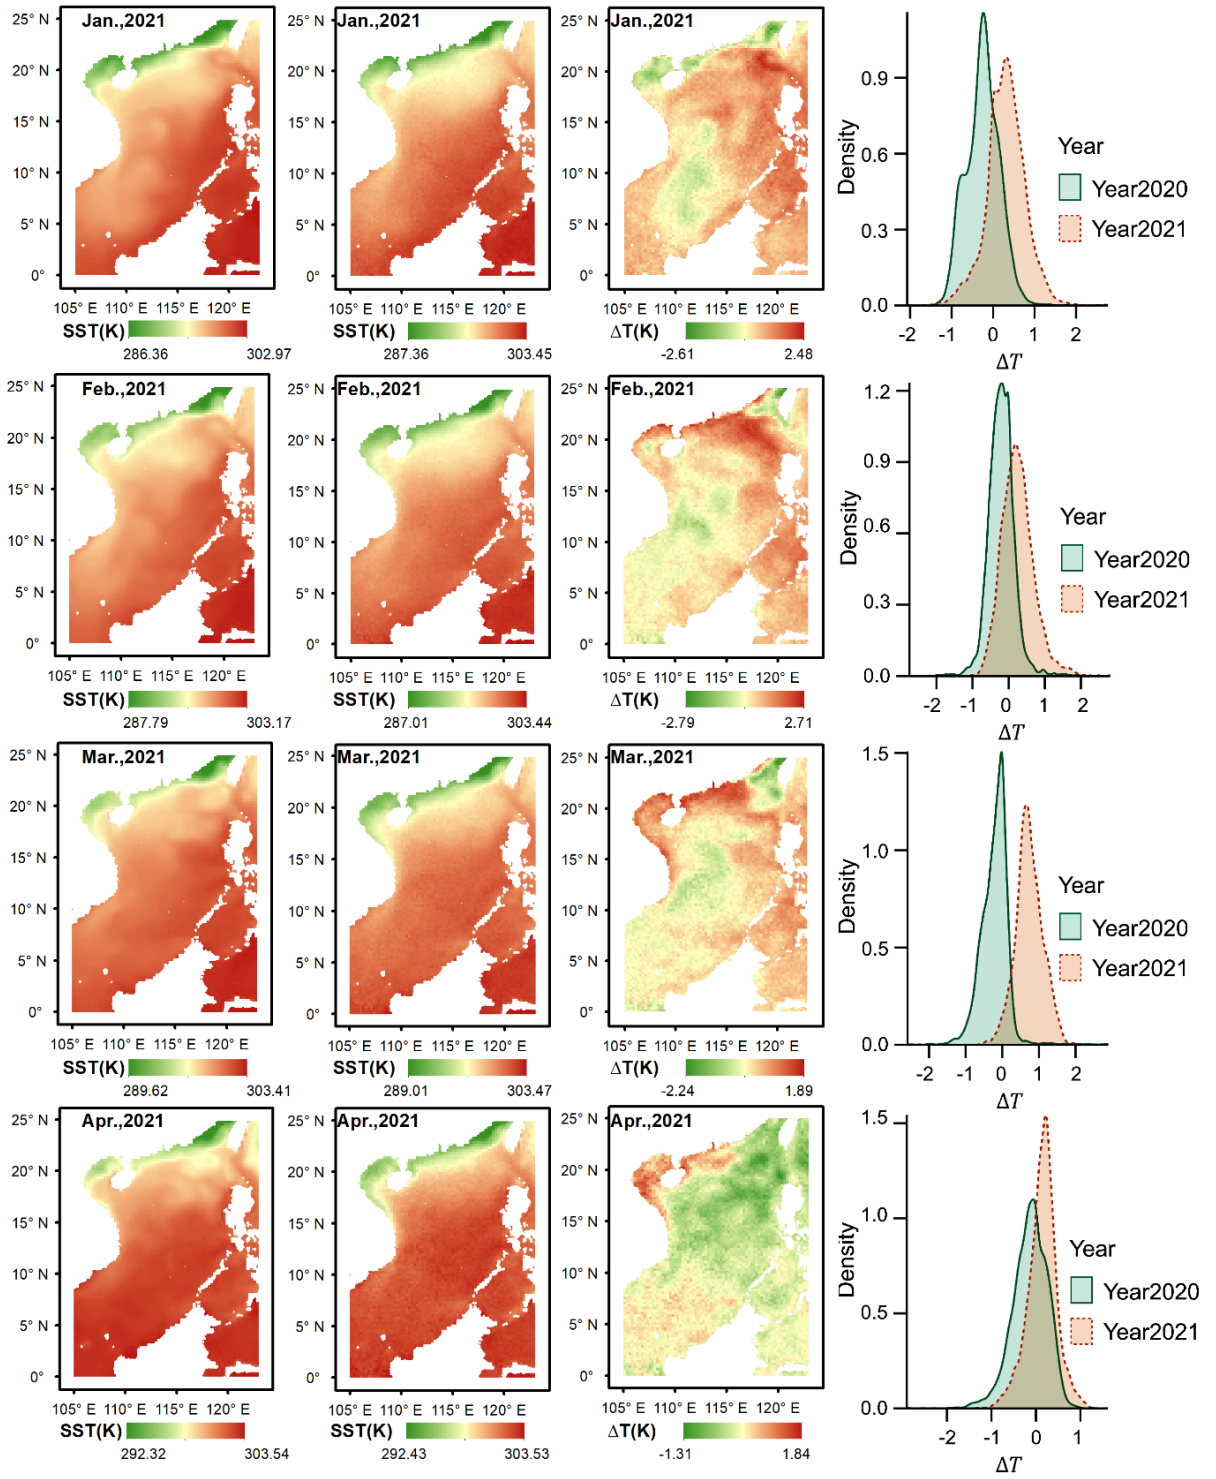 Jan.,2021
Jan.,2021
Jan.,2021
25° N
20° N
15° N
10° N
5° N
0°
105° E 110° E 115° E 120° E
SST(K)
286.36 302.97
25° N
20° N
15° N
10° N
5° N
0°
105° E 110° E 115° E 120° E
SST(K)
287.36 303.45
25° N
20° N
15° N
10° N
5° N
0°
105° E 110° E 115° E 120° E
ΔT(K)
-2.61 2.48
Density
0.9
0.6
0.3
0.0
-2 -1 0 1 2
ΔT
Year
Year2020
Year2021
Feb.,2021
Feb.,2021
Feb.,2021
25° N
20° N
15° N
10° N
5° N
0°
105° E 110° E 115° E 120° E
SST(K)
287.79 303.17
25° N
20° N
15° N
10° N
5° N
0°
105° E 110° E 115° E 120° E
SST(K)
287.01 303.44
25° N
20° N
15° N
10° N
5° N
0°
105° E 110° E 115° E 120° E
ΔT(K)
-2.79 2.71
Density
1.2
0.9
0.6
0.3
0.0
-2 -1 0 1 2
ΔT
Year
Year2020
Year2021
Mar.,2021
Mar.,2021
Mar.,2021
25° N
20° N
15° N
10° N
5° N
0°
105° E 110° E 115° E 120° E
SST(K)
289.62 303.41
25° N
20° N
15° N
10° N
5° N
0°
105° E 110° E 115° E 120° E
SST(K)
289.01 303.47
25° N
20° N
15° N
10° N
5° N
0°
105° E 110° E 115° E 120° E
ΔT(K)
-2.24 1.89
Density
1.5
1.0
0.5
0.0
-2 -1 0 1 2
ΔT
Year
Year2020
Year2021
Apr.,2021
Apr.,2021
Apr.,2021
25° N
20° N
15° N
10° N
5° N
0°
105° E 110° E 115° E 120° E
SST(K)
292.32 303.54
25° N
20° N
15° N
10° N
5° N
0°
105° E 110° E 115° E 120° E
SST(K)
292.43 303.53
25° N
20° N
15° N
10° N
5° N
0°
105° E 110° E 115° E 120° E
ΔT(K)
-1.31 1.84
Density
1.5
1.0
0.5
0.0
-2 -1 0 1
ΔT
Year
Year2020
Year2021